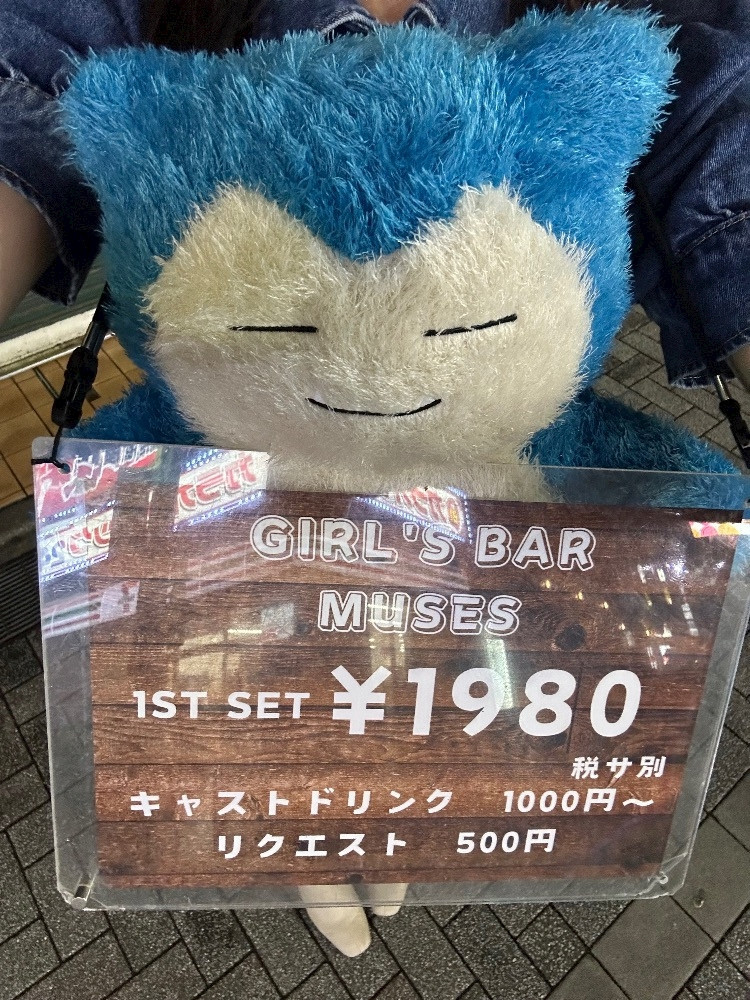 GIRL'S BAR
MUSES
1ST SET ¥1980
税サ別
キャストドリンク 1000円～
リクエスト 500円